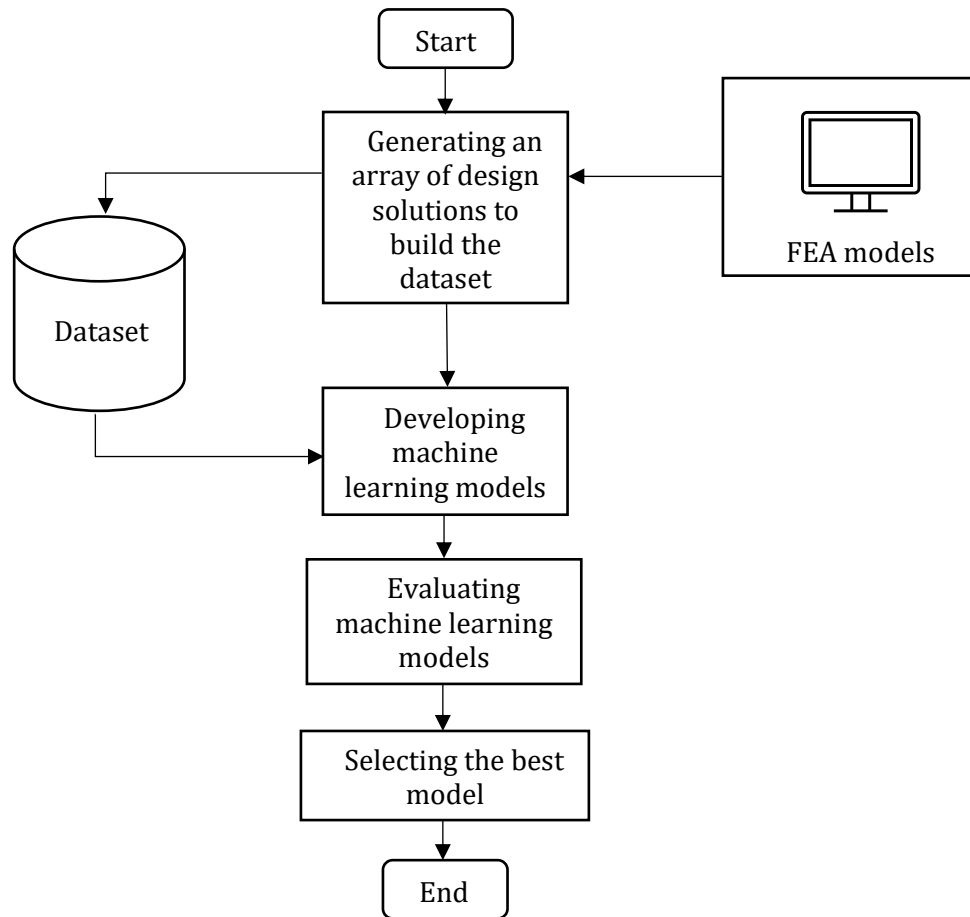 Start
Generating an
array of design
solutions to
build the
dataset
FEA models
Dataset
Developing
machine
learning models
Evaluating
machine learning
models
Selecting the best
model
End